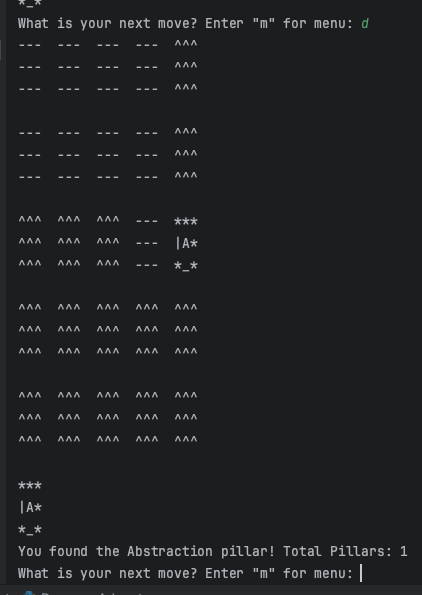 *_*
What is your next move? Enter "m" for menu: d
---  ---  ---  ---  ^^^
---  ---  ---  ---  ^^^
---  ---  ---  ---  ^^^

---  ---  ---  ---  ^^^
---  ---  ---  ---  ^^^
---  ---  ---  ---  ^^^

^^^  ^^^  ^^^  ---  ***
^^^  ^^^  ^^^  ---  |A*
^^^  ^^^  ^^^  ---  *_*

^^^  ^^^  ^^^  ^^^  ^^^
^^^  ^^^  ^^^  ^^^  ^^^
^^^  ^^^  ^^^  ^^^  ^^^

^^^  ^^^  ^^^  ^^^  ^^^
^^^  ^^^  ^^^  ^^^  ^^^
^^^  ^^^  ^^^  ^^^  ^^^

***
|A*
*_*
You found the Abstraction pillar! Total Pillars: 1
What is your next move? Enter "m" for menu: